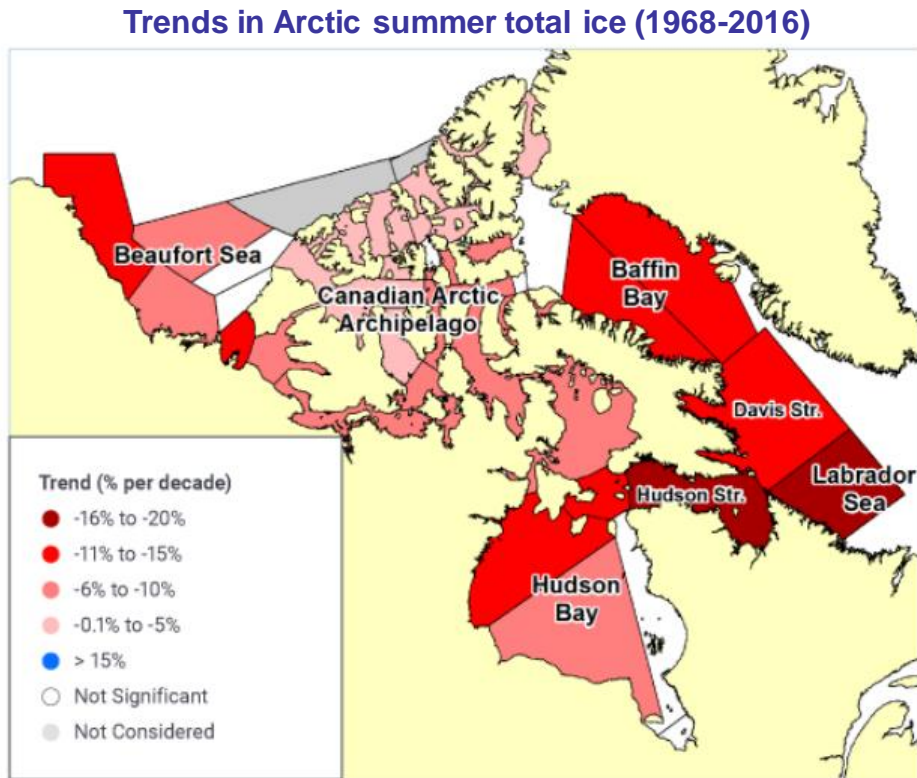 Trends in Arctic summer total ice (1968-2016)
Beaufort Sea
Canadian Arctic
Archipelago
Baffin
Bay
Davis Str.
Labrador
Sea
Hudson Str.
Hudson
Bay
Trend (% per decade)
-16% to -20%
-11% to -15%
-6% to -10%
-0.1% to -5%
> 15%
Not Significant
Not Considered